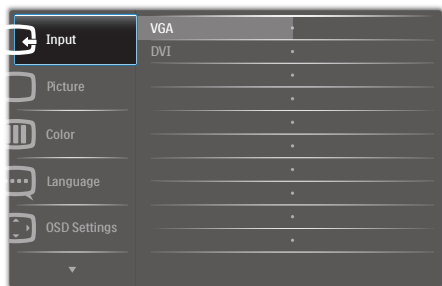 Input
VGA
DVI
Picture
Color
Language
OSD Settings